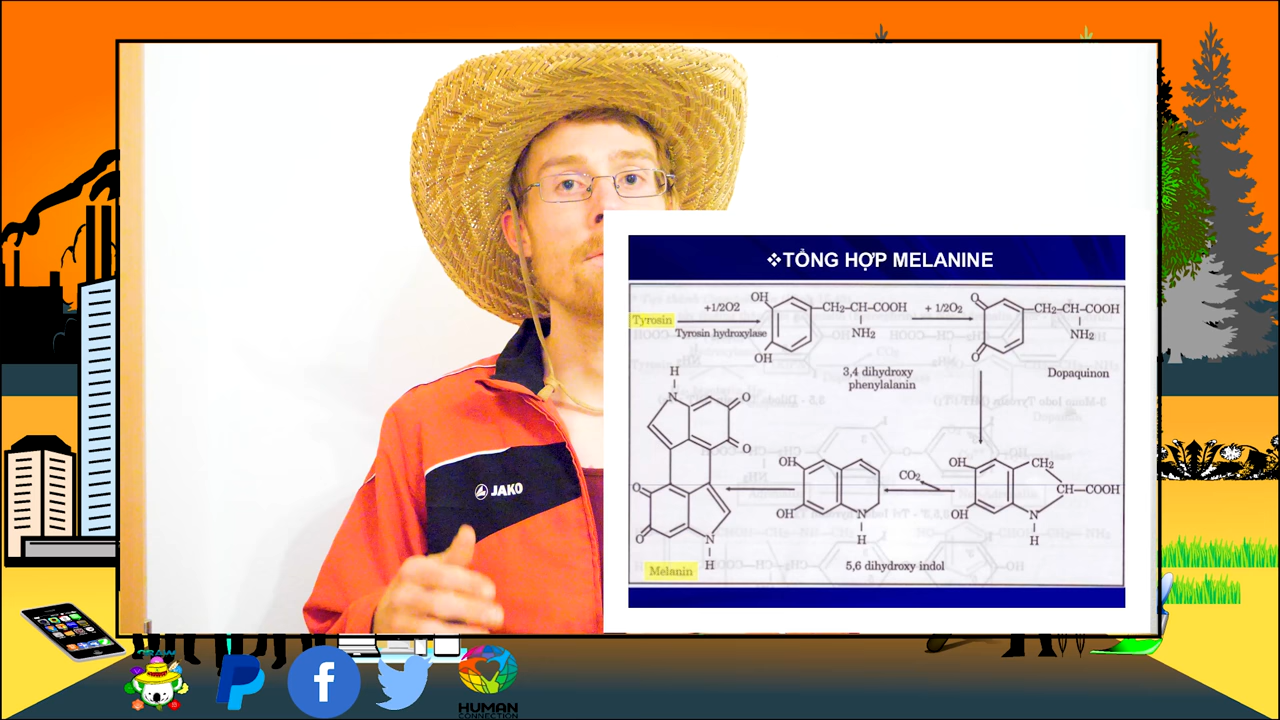 ❖TỔNG HỢP MELANINE
Tyrosin
+1/2O2
Tyrosin hydroxylase
OH
OH
CH2–CH–COOH
NH2
3,4 dihydroxy
phenylalanin
+ 1/2O2
O
O
CH2–CH–COOH
NH2
Dopaquinon
H
N
O
O
O
O
N
H
Melanin
OH
OH
N
H
5,6 dihydroxy indol
CO2
OH
OH
CH2
CH–COOH
N
H
JAKO
HUMAN
CONNECTION